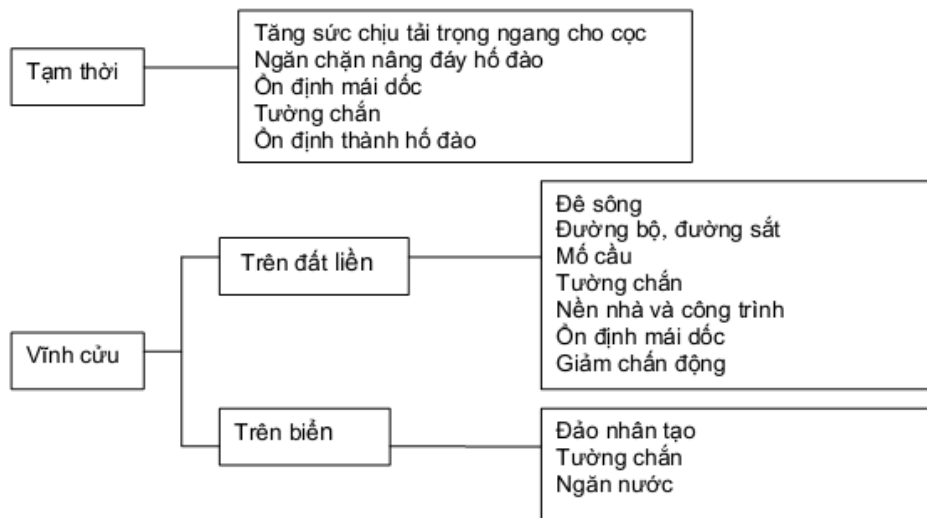 Tạm thời
Tăng sức chịu tải trọng ngang cho cọc
Ngăn chặn nâng đáy hố đào
Ổn định mái dốc
Tường chắn
Ổn định thành hố đào
Vĩnh cửu
Trên đất liền
Đê sông
Đường bộ, đường sắt
Mố cầu
Tường chắn
Nền nhà và công trình
Ổn định mái dốc
Giảm chấn động
Trên biển
Đảo nhân tạo
Tường chắn
Ngăn nước